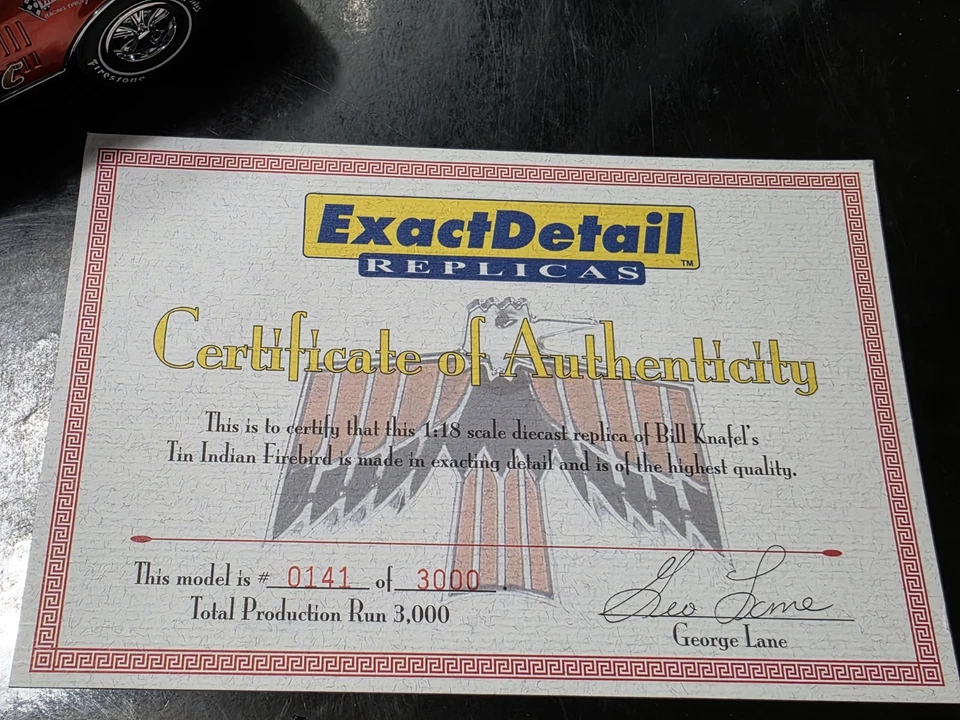 Firestone
ExactDetail
TM
REPLICAS
Certificate of Authenticity
This is to certify that this 1:18 scale diecast replica of Bill Knafel's
Tin Indian Firebird is made in exacting detail and is of the highest quality.
This model is # 0141 of 3000.
Total Production Run 3,000
Geo Lane
George Lane